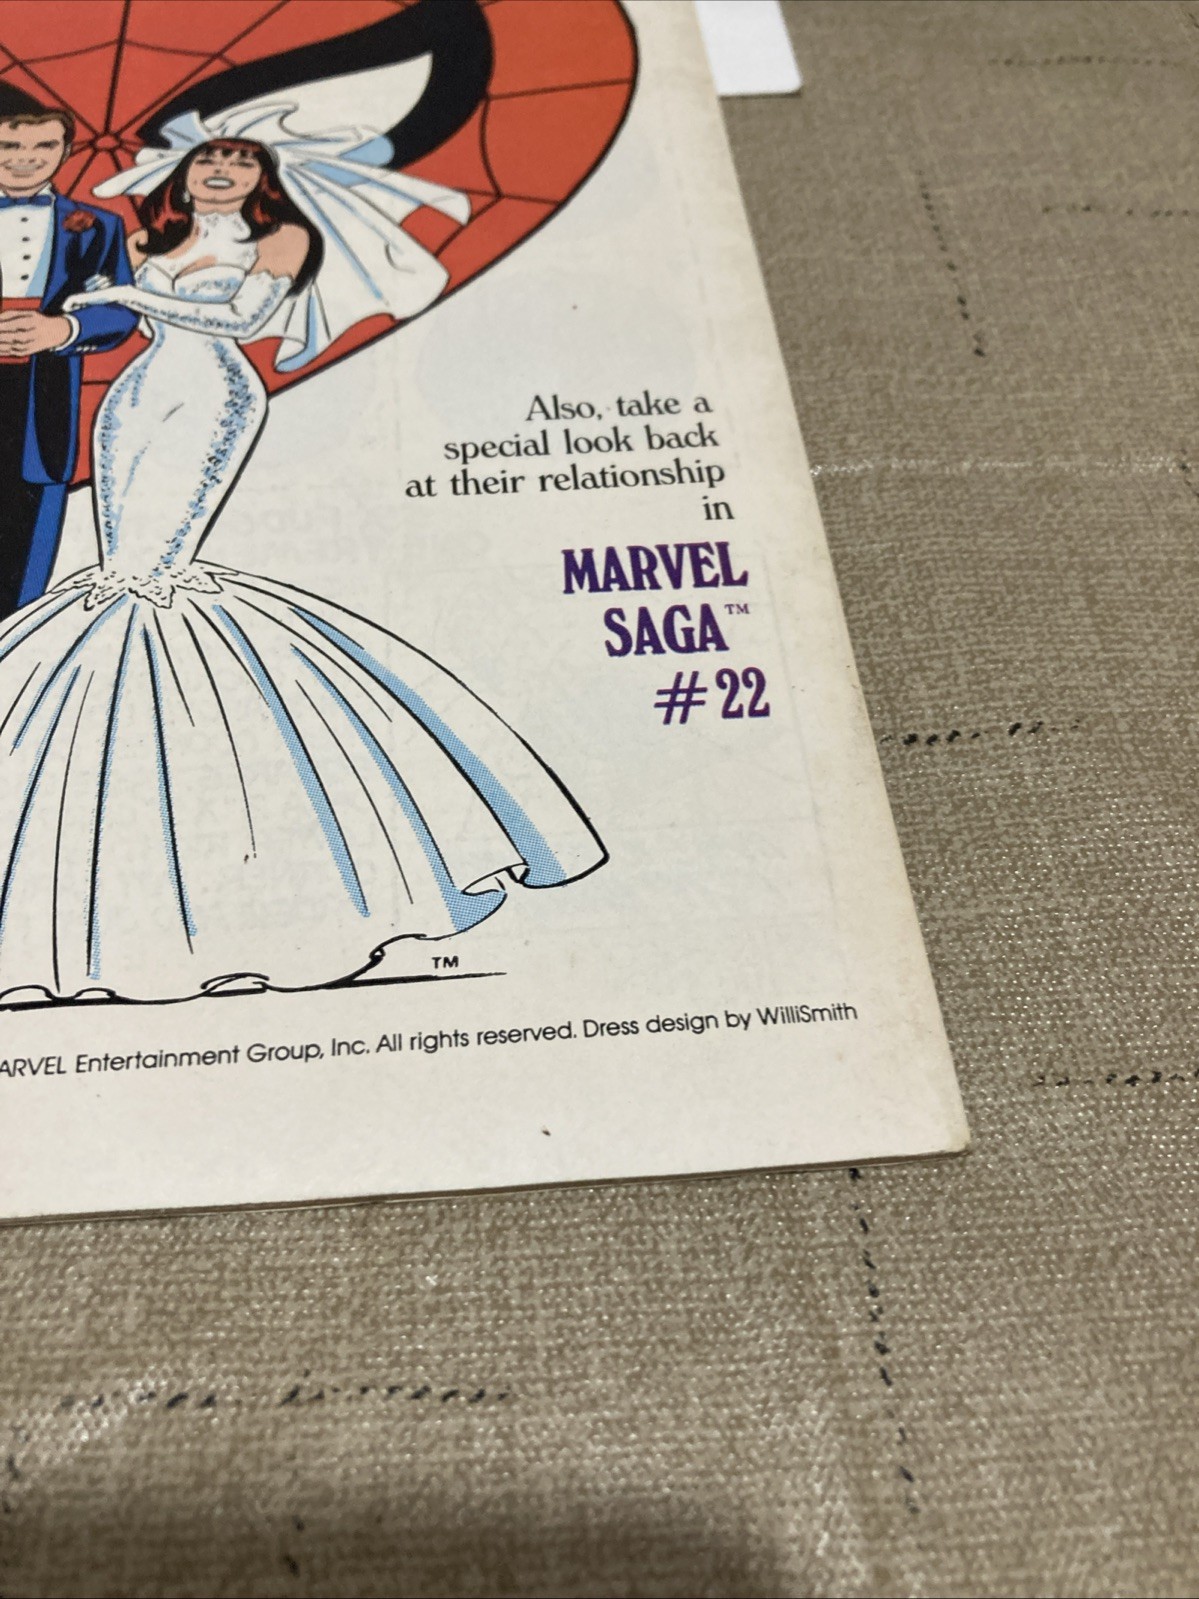 Also, take a
special look back
at their relationship
in
MARVEL
SAGA™
#22
TM
ARVEL Entertainment Group, Inc. All rights reserved. Dress design by WilliSmith